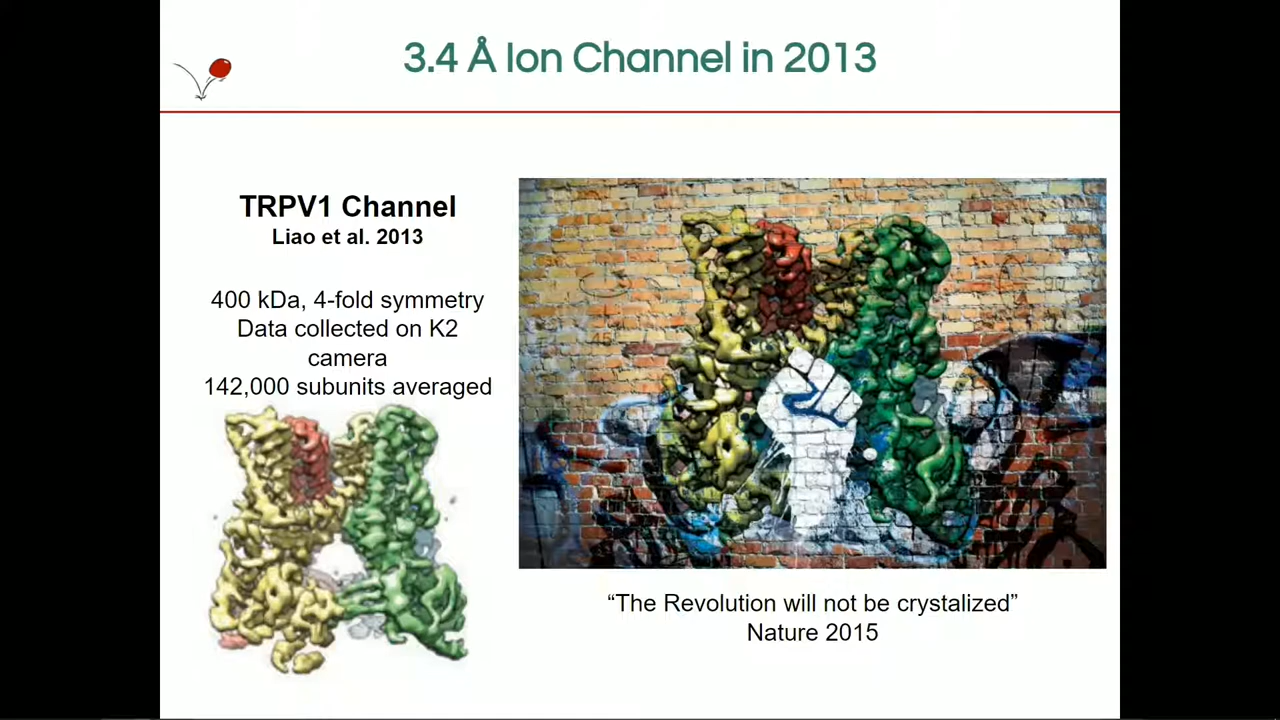 3.4 Å Ion Channel in 2013
TRPV1 Channel
Liao et al. 2013
400 kDa, 4-fold symmetry
Data collected on K2
camera
142,000 subunits averaged
“The Revolution will not be crystalized”
Nature 2015